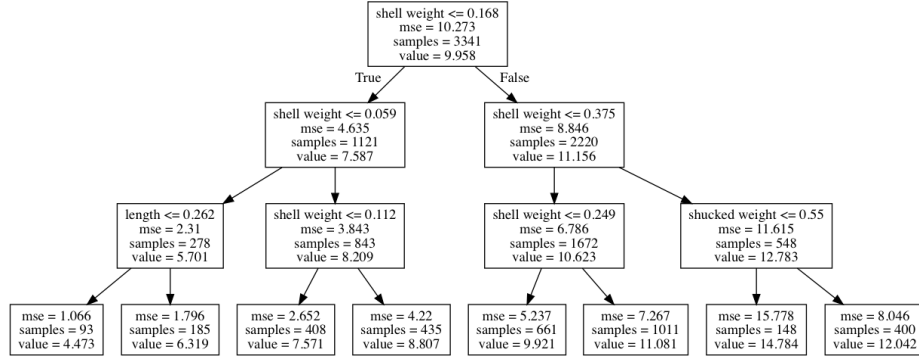 shell weight <= 0.168
mse = 10.273
samples = 3341
value = 9.958
True
False
shell weight <= 0.059
mse = 4.635
samples = 1121
value = 7.587
shell weight <= 0.375
mse = 8.846
samples = 2220
value = 11.156
length <= 0.262
mse = 2.31
samples = 278
value = 5.701
shell weight <= 0.112
mse = 3.843
samples = 843
value = 8.209
shell weight <= 0.249
mse = 6.786
samples = 1672
value = 10.623
shucked weight <= 0.55
mse = 11.615
samples = 548
value = 12.783
mse = 1.066
samples = 93
value = 4.473
mse = 1.796
samples = 185
value = 6.319
mse = 2.652
samples = 408
value = 7.571
mse = 4.22
samples = 435
value = 8.807
mse = 5.237
samples = 661
value = 9.921
mse = 7.267
samples = 1011
value = 11.081
mse = 15.778
samples = 148
value = 14.784
mse = 8.046
samples = 400
value = 12.042